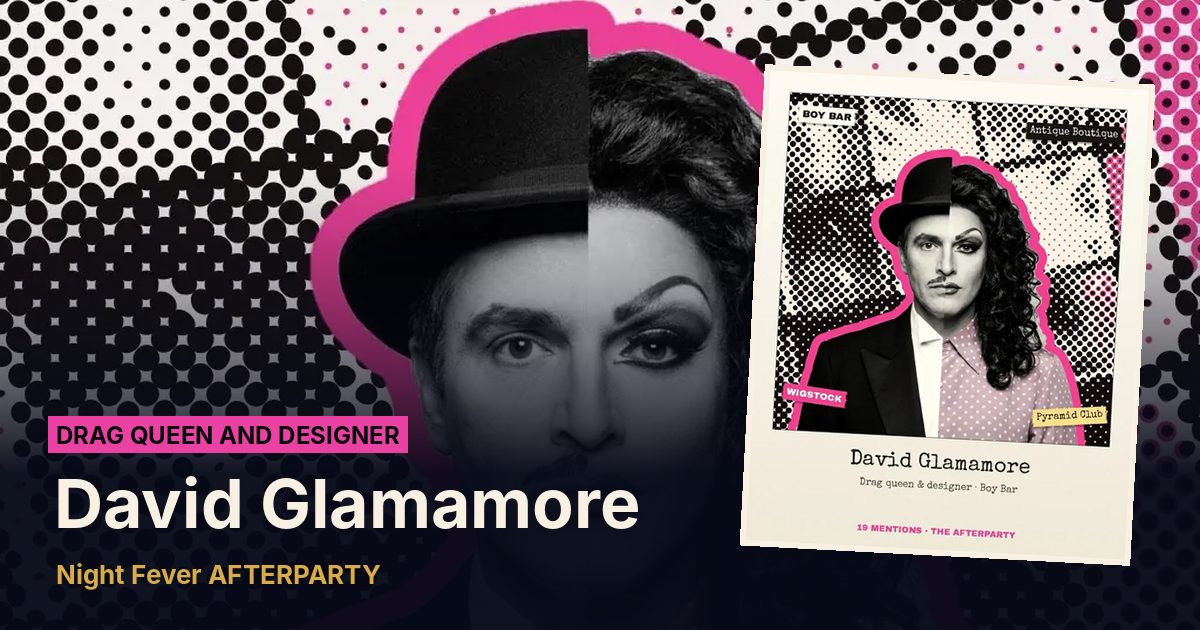 DRAG QUEEN AND DESIGNER
David Glamamore
Night Fever AFTERPARTY
BOY BAR
Antique Boutique
WIGSTOCK
Pyramid Club
David Glamamore
Drag queen & designer · Boy Bar
19 MENTIONS · THE AFTERPARTY